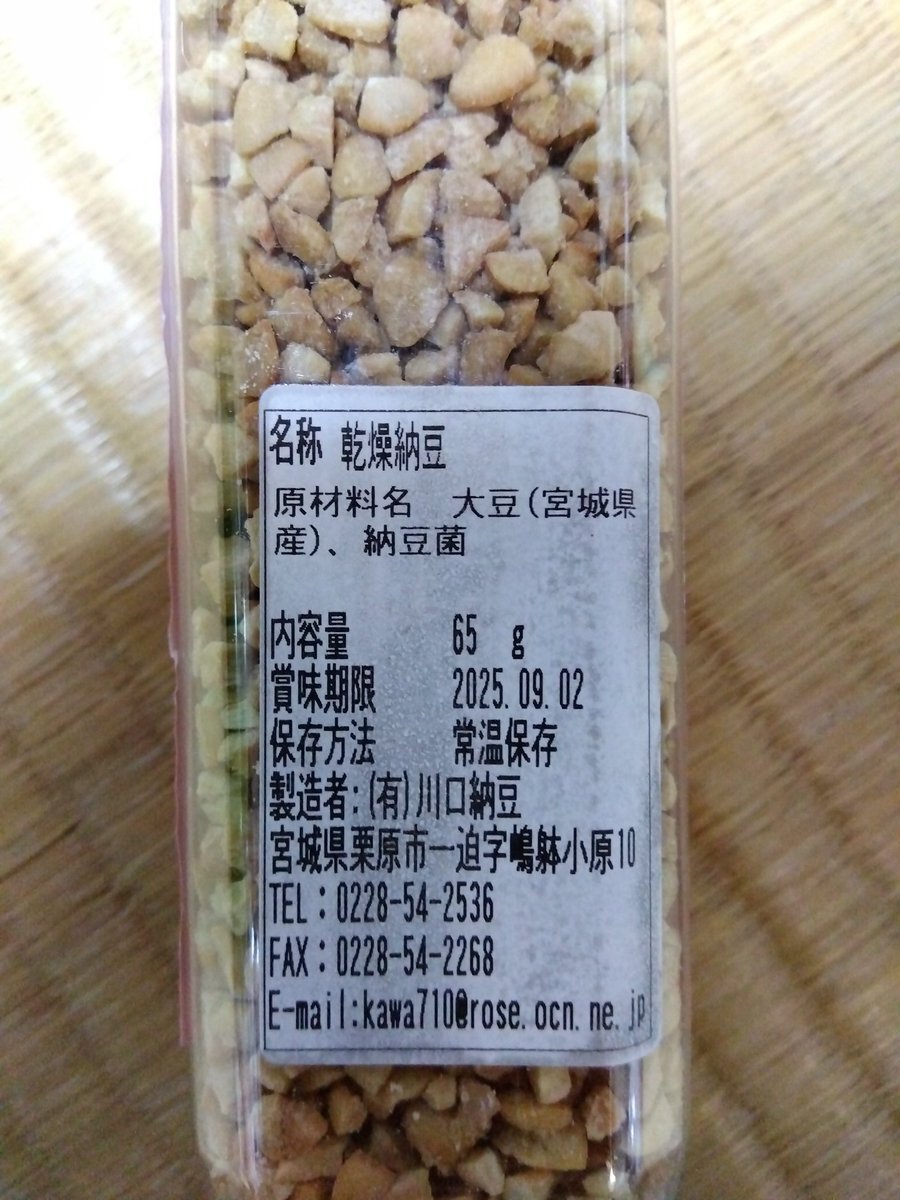 名称 乾燥納豆
原材料名 大豆(宮城県
産)、納豆菌
内容量 65 g
賞味期限 2025.09.02
保存方法 常温保存
製造者:(有)川口納豆
宮城県栗原市一迫字嶋躰小原10
TEL:0228-54-2536
FAX:0228-54-2268
E-mail:kawa710@rose.ocn.ne.jp